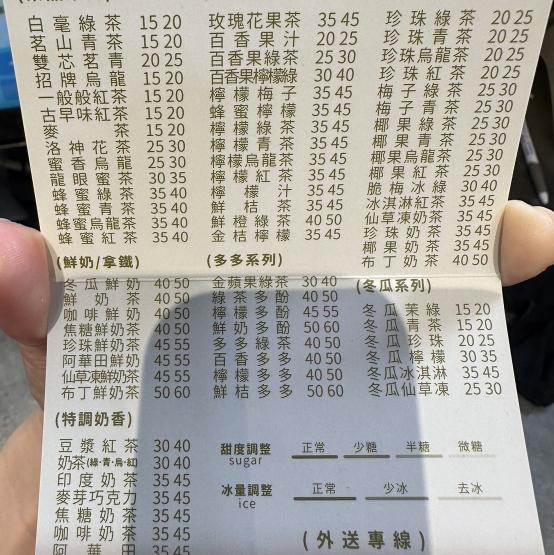 白毫綠茶 15 20
茗山青茶 15 20
雙芯茗青 20 25
招牌烏龍 15 20
一般般紅茶 15 20
古早味紅茶 15 20
麥茶 15 20
洛神花茶 25 30
蜜香烏龍 25 30
龍眼蜜茶 30 35
蜂蜜綠茶 35 40
蜂蜜青茶 35 40
蜂蜜烏龍 35 40
蜂蜜紅茶 35 40
玫瑰花果茶 35 45
百香果汁 20 25
百香果綠茶 25 30
百香果檸檬綠 30 40
檸檬梅子 35 45
蜂蜜檸檬 35 45
檸檬綠茶 35 45
檸檬青茶 35 45
檸檬烏龍茶 35 45
檸檬紅茶 35 45
檸檬汁 35 45
鮮桔茶 35 45
鮮橙綠茶 40 50
金桔檸檬 35 45
珍珠綠茶 20 25
珍珠青茶 20 25
珍珠烏龍茶 20 25
珍珠紅茶 20 25
梅子綠茶 25 30
梅子青茶 25 30
椰果綠茶 25 30
椰果青茶 25 30
椰果烏龍茶 25 30
椰果紅茶 25 30
脆梅冰綠 30 40
冰淇淋紅茶 35 45
仙草凍奶茶 35 45
珍珠奶茶 35 45
椰果奶茶 35 45
布丁奶茶 40 50
(鮮奶/拿鐵)
冬瓜鮮奶 40 50
鮮奶茶 40 50
咖啡鮮奶 40 50
焦糖鮮奶茶 40 50
珍珠鮮奶茶 45 55
阿華田鮮奶 45 55
仙草凍鮮奶茶 45 55
布丁鮮奶茶 50 60
(多多系列)
金蘋果綠茶 30 40
綠茶多酚 40 50
檸檬多酚 45 55
鮮奶多酚 50 60
多多綠茶 40 50
百香多多 40 50
檸檬多多 40 50
鮮桔多多 50 60
(冬瓜系列)
冬瓜茉綠 15 20
冬瓜青茶 15 20
冬瓜珍珠 20 25
冬瓜檸檬 30 35
冬瓜冰淇淋 35 45
冬瓜仙草凍 25 30
(特調奶香)
豆漿紅茶 30 40
奶茶(綠·青·烏·紅) 30 40
印度奶茶 35 45
麥芽巧克力 35 45
焦糖奶茶 35 45
咖啡奶茶 35 45
阿華田 35 45
甜度調整 正常 少糖 半糖 微糖
sugar
冰量調整 正常 少冰 去冰
ice
(外送專線)